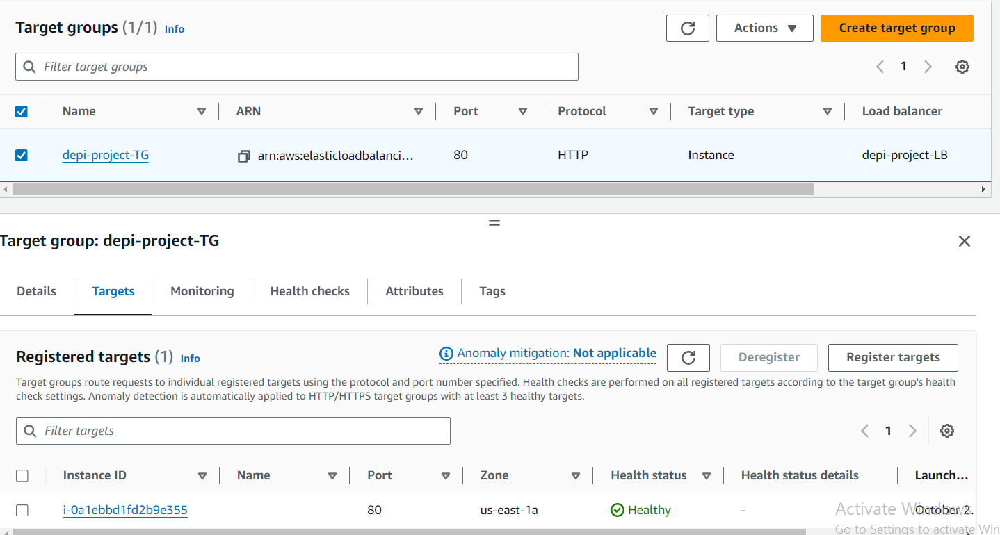 Target groups (1/1) Info
Actions
Create target group
Filter target groups
1
Name ARN Port Protocol Target type Load balancer
depi-project-TG arn:aws:elasticloadbalanci... 80 HTTP Instance depi-project-LB
Target group: depi-project-TG
Details Targets Monitoring Health checks Attributes Tags
Registered targets (1) Info
Anomaly mitigation: Not applicable
Deregister
Register targets
Target groups route requests to individual registered targets using the protocol and port number specified. Health checks are performed on all registered targets according to the target group's health
check settings. Anomaly detection is automatically applied to HTTP/HTTPS target groups with at least 3 healthy targets.
Filter targets
1
Instance ID Name Port Zone Health status Health status details Launch...
i-0a1ebbd1fd2b9e355 80 us-east-1a Healthy - October 2.
Activate Windows
Go to Settings to activate Win